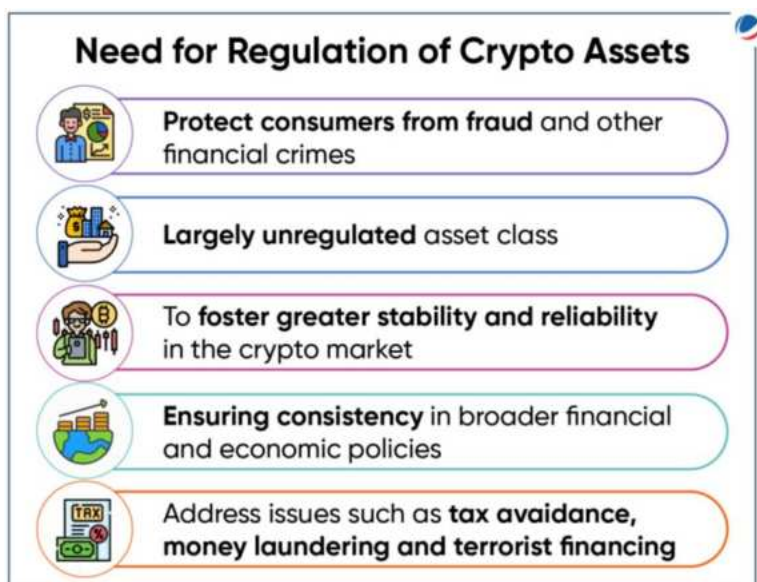 Need for Regulation of Crypto Assets
Protect consumers from fraud and other
financial crimes
Largely unregulated asset class
To foster greater stability and reliability
in the crypto market
Ensuring consistency in broader financial
and economic policies
TAX
Address issues such as tax avaidance,
money laundering and terrorist financing